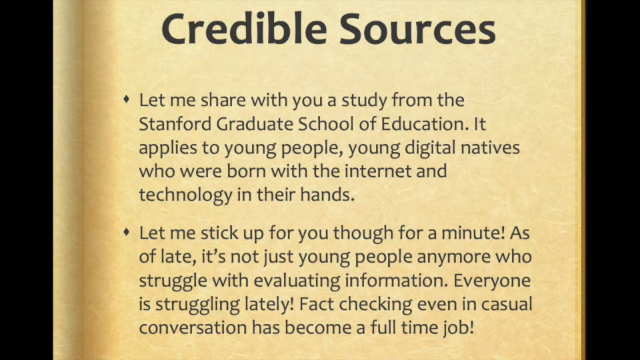 Credible Sources
Let me share with you a study from the
Stanford Graduate School of Education. It
applies to young people, young digital natives
who were born with the internet and
technology in their hands.
Let me stick up for you though for a minute! As
of late, it's not just young people anymore who
struggle with evaluating information. Everyone
is struggling lately! Fact checking even in casual
conversation has become a full time job!